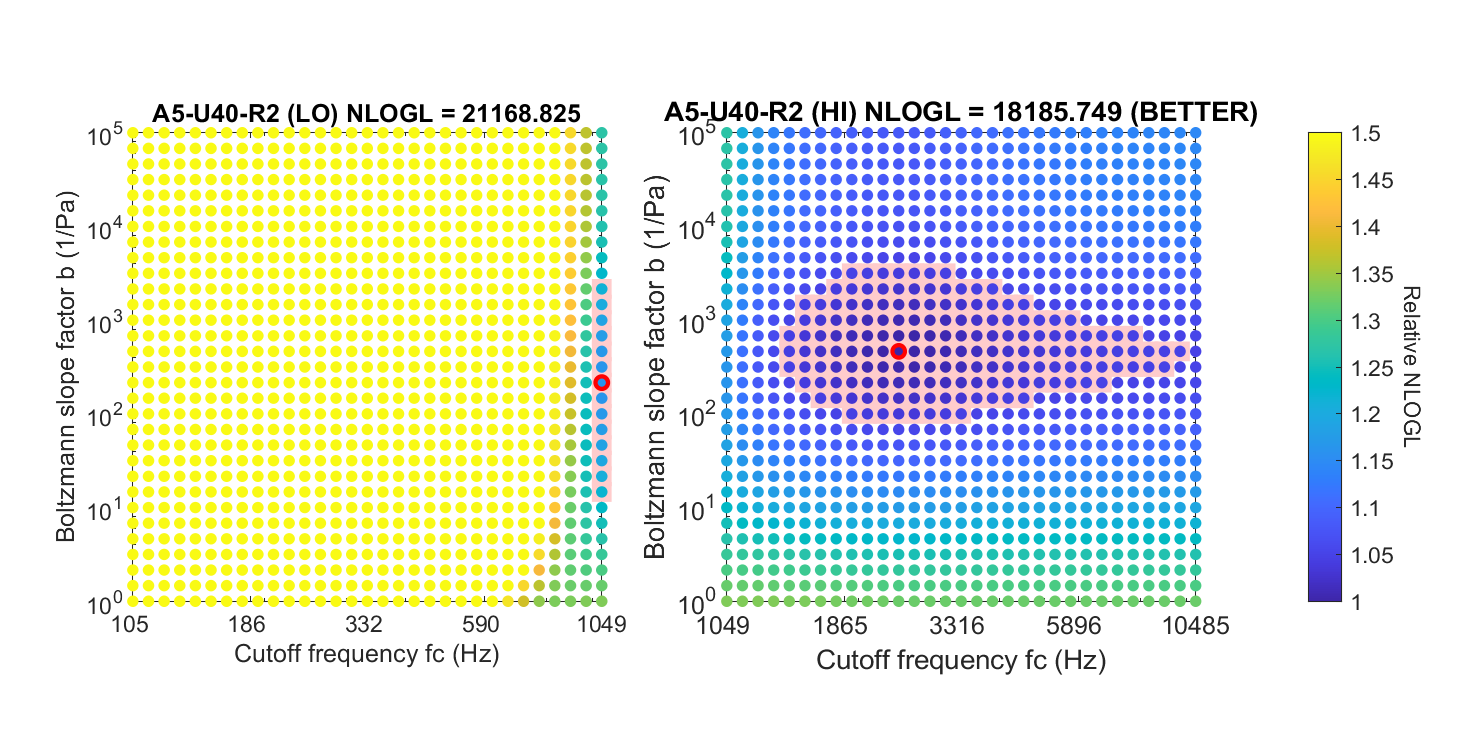 A5-U40-R2 (LO) NLOGL = 21168.825
10^5
10^4
10^3
10^2
10^1
10^0
Boltzmann slope factor b (1/Pa)
105 186 332 590 1049
Cutoff frequency fc (Hz)
A5-U40-R2 (HI) NLOGL = 18185.749 (BETTER)
10^5
10^4
10^3
10^2
10^1
10^0
Boltzmann slope factor b (1/Pa)
1049 1865 3316 5896 10485
Cutoff frequency fc (Hz)
1.5
1.45
1.4
1.35
1.3
1.25
1.2
1.15
1.1
1.05
1
Relative NLOGL